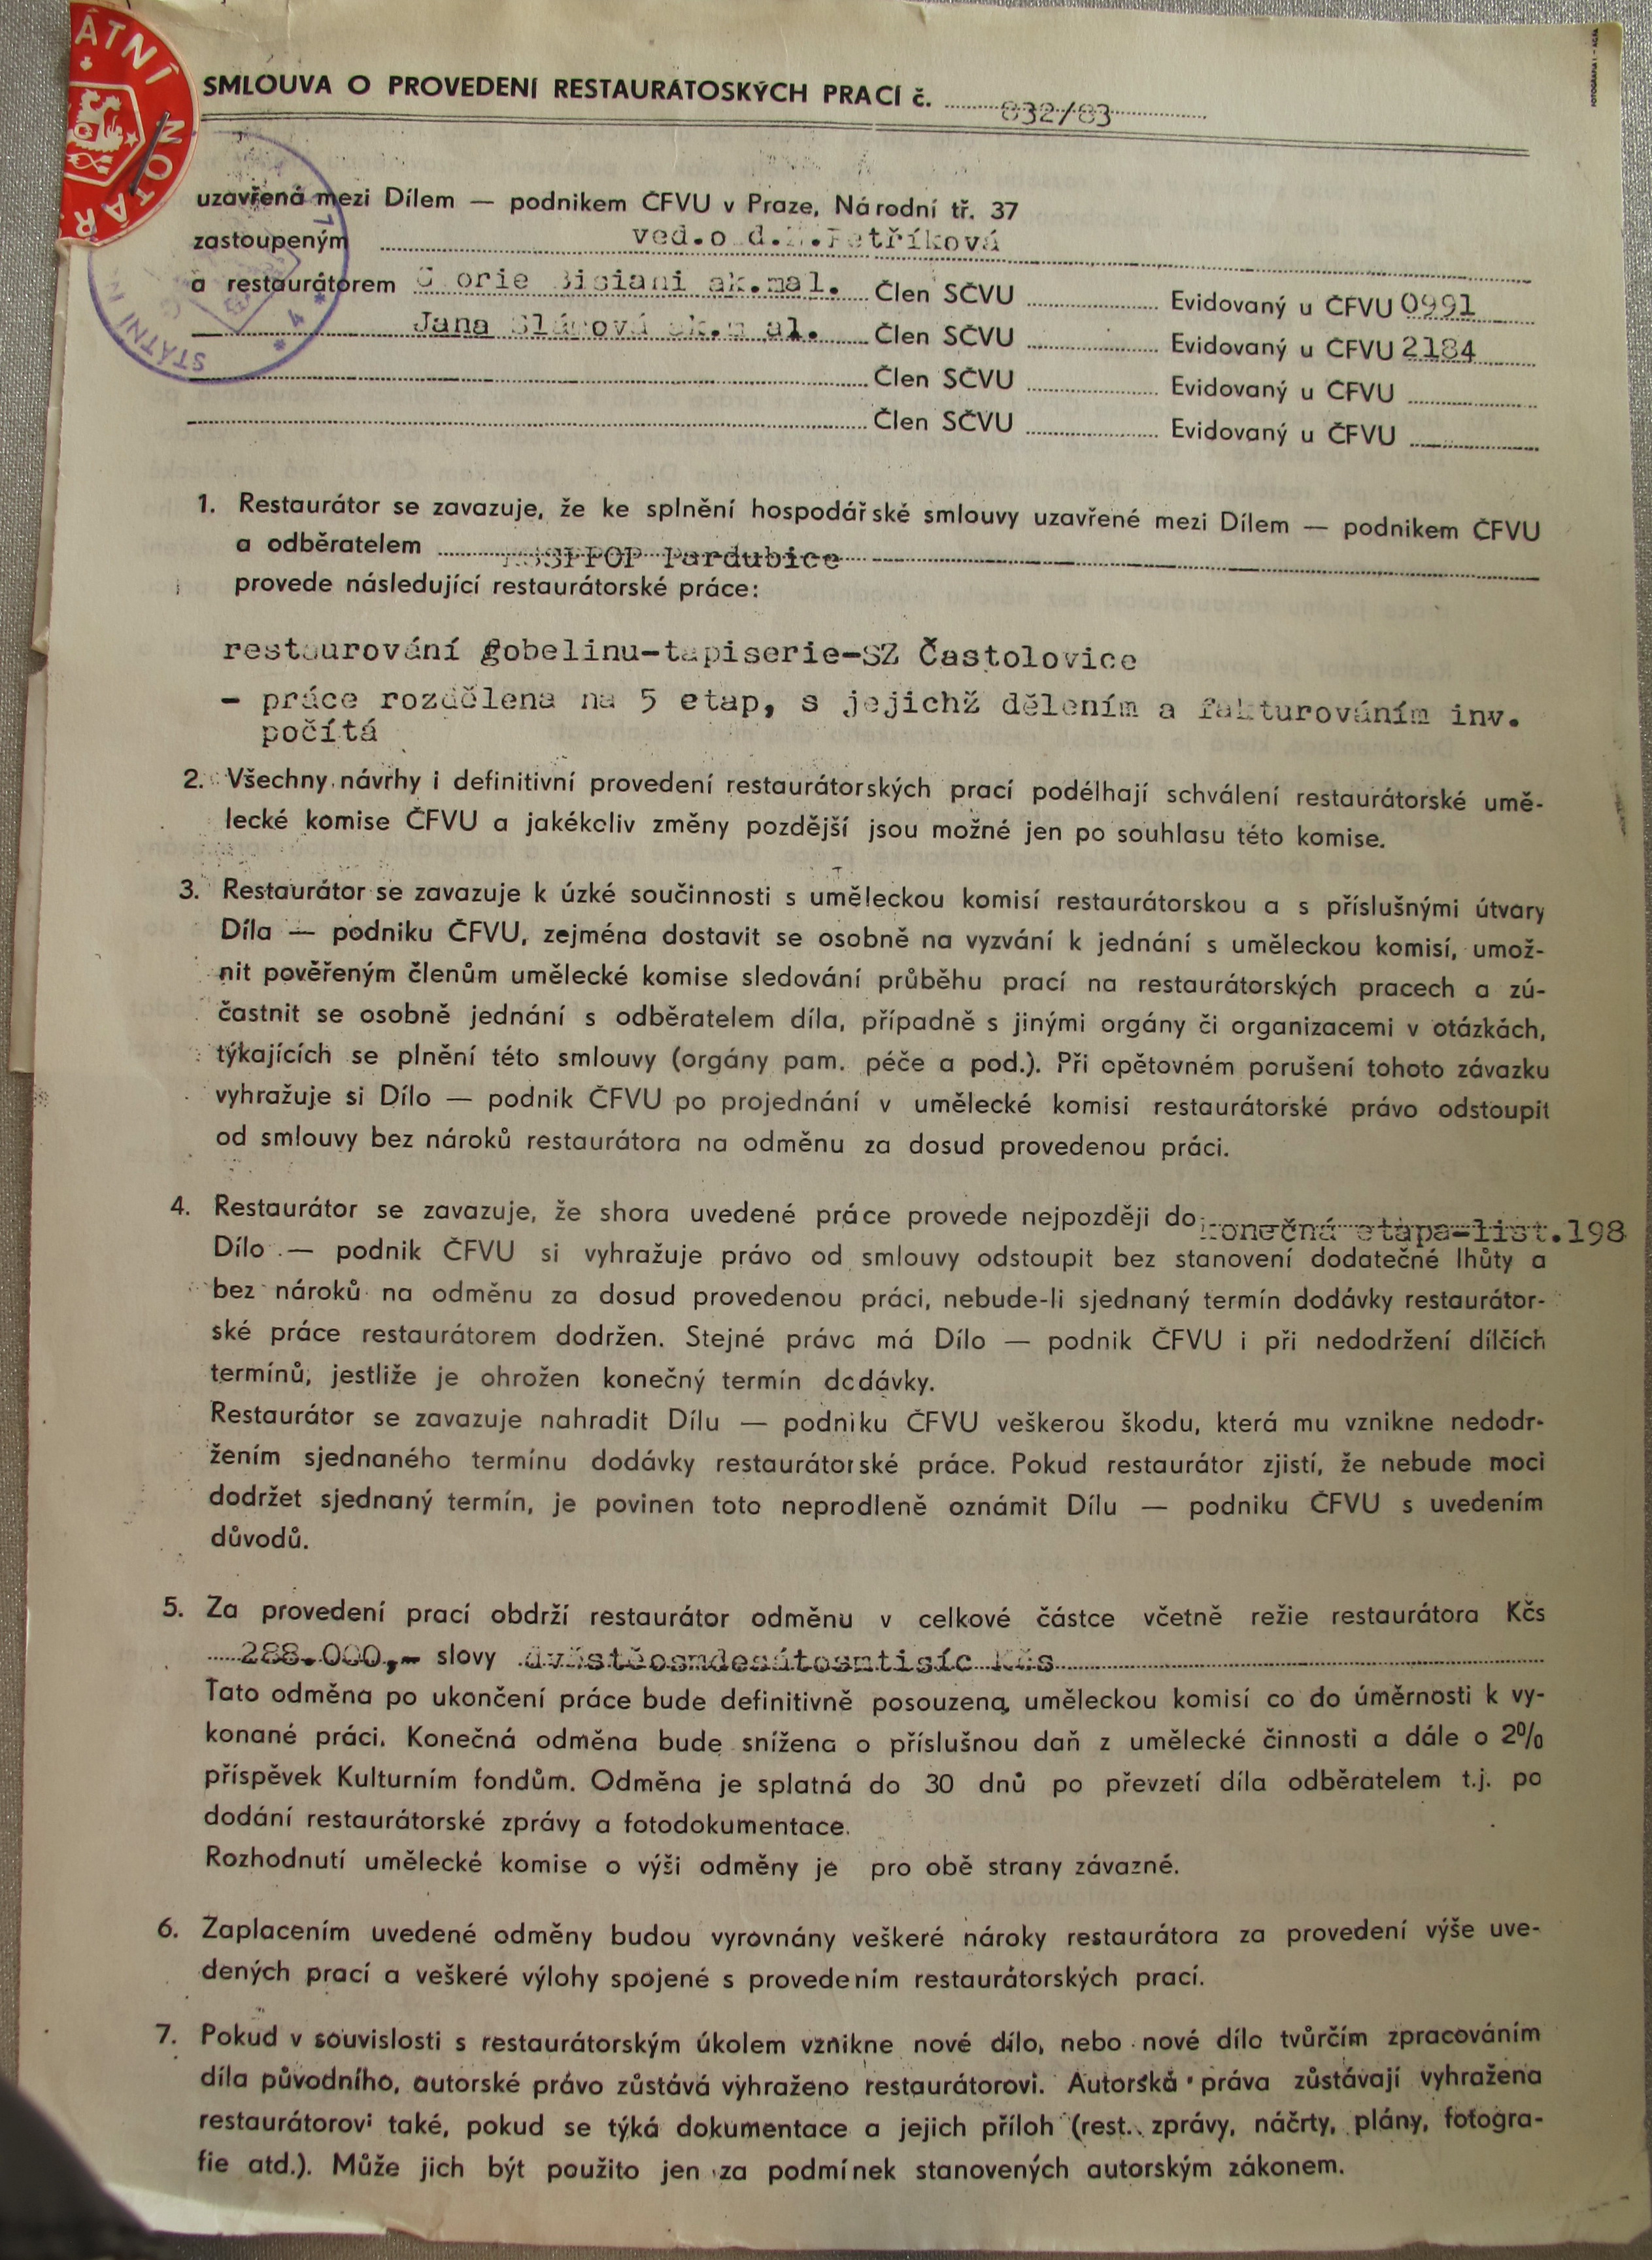 ÁTNÍ NOTÁŘ
SMLOUVA O PROVEDENÍ RESTAURÁTOSKÝCH PRACÍ č. 032/83
uzavřená mezi Dílem — podnikem ČFVU v Praze, Národní tř. 37
zastoupeným ved.o d. Petříková
a restaurátorem orie Bisiani ak.mal. Člen SČVU Evidovaný u ČFVU 0991
Jana ak.mal. Člen SČVU Evidovaný u ČFVU 2184
Člen SČVU Evidovaný u ČFVU
Člen SČVU Evidovaný u ČFVU
STÁTNÍ
1. Restaurátor se zavazuje, že ke splnění hospodářské smlouvy uzavřené mezi Dílem — podnikem ČFVU
a odběratelem Pardubice
provede následující restaurátorské práce:
restaurování gobelinu-tapiserie-SZ Častolovice
- práce rozdělena na 5 etap, s jejichž dělením a fakturováním inv.
počítá
2. Všechny návrhy i definitivní provedení restaurátorských prací podélhají schválení restaurátorské umě-
lecké komise ČFVU a jakékoliv změny pozdější jsou možné jen po souhlasu této komise.
3. Restaurátor se zavazuje k úzké součinnosti s uměleckou komisí restaurátorskou a s příslušnými útvary
Díla — podniku ČFVU, zejména dostavit se osobně na vyzvání k jednání s uměleckou komisí, umož-
nit pověřeným členům umělecké komise sledování průběhu prací na restaurátorských pracech a zú-
častnit se osobně jednání s odběratelem díla, případně s jinými orgány či organizacemi v otázkách,
týkajících se plnění této smlouvy (orgány pam. péče a pod.). Při opětovném porušení tohoto závazku
vyhražuje si Dílo — podnik ČFVU po projednání v umělecké komisi restaurátorské právo odstoupit
od smlouvy bez nároků restaurátora na odměnu za dosud provedenou práci.
4. Restaurátor se zavazuje, že shora uvedené práce provede nejpozději do konečná etapa-list.198
Dílo — podnik ČFVU si vyhražuje právo od smlouvy odstoupit bez stanovení dodatečné lhůty a
bez nároků na odměnu za dosud provedenou práci, nebude-li sjednaný termín dodávky restaurátor-
ské práce restaurátorem dodržen. Stejné právo má Dílo — podnik ČFVU i při nedodržení dílčích
termínů, jestliže je ohrožen konečný termín dodávky.
Restaurátor se zavazuje nahradit Dílu — podniku ČFVU veškerou škodu, která mu vznikne nedodr-
žením sjednaného termínu dodávky restaurátorské práce. Pokud restaurátor zjistí, že nebude moci
dodržet sjednaný termín, je povinen toto neprodleně oznámit Dílu — podniku ČFVU s uvedením
důvodů.
5. Za provedení prací obdrží restaurátor odměnu v celkové částce včetně režie restaurátora Kčs
288.000,- slovy dvěstěosmdesátosmtisíc Kčs
Tato odměna po ukončení práce bude definitivně posouzena, uměleckou komisí co do úměrnosti k vy-
konané práci. Konečná odměna bude snížena o příslušnou daň z umělecké činnosti a dále o 2%
příspěvek Kulturním fondům. Odměna je splatná do 30 dnů po převzetí díla odběratelem t.j. po
dodání restaurátorské zprávy a fotodokumentace.
Rozhodnutí umělecké komise o výši odměny je pro obě strany závazné.
6. Zaplacením uvedené odměny budou vyrovnány veškeré nároky restaurátora za provedení výše uve-
dených prací a veškeré výlohy spojené s provedením restaurátorských prací.
7. Pokud v souvislosti s restaurátorským úkolem vznikne nové dílo, nebo nové dílo tvůrčím zpracováním
díla původního, autorské právo zůstává vyhraženo restaurátorovi. Autorská práva zůstávají vyhražena
restaurátorovi také, pokud se týká dokumentace a jejich příloh (rest. zprávy, náčrty, plány, fotogra-
fie atd.). Může jich být použito jen za podmínek stanovených autorským zákonem.